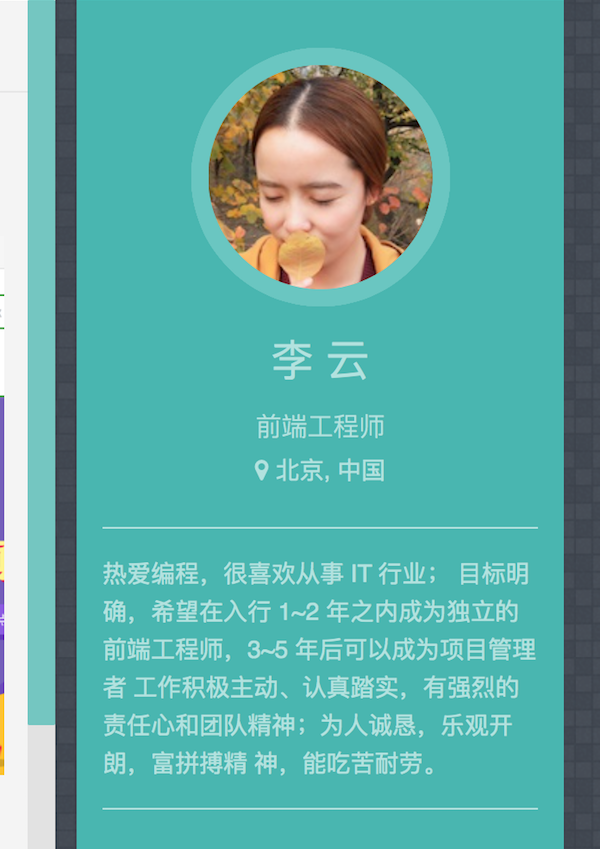 李 云
前端工程师
北京, 中国
热爱编程，很喜欢从事 IT 行业； 目标明
确，希望在入行 1~2 年之内成为独立的
前端工程师，3~5 年后可以成为项目管理
者 工作积极主动、认真踏实，有强烈的
责任心和团队精神；为人诚恳，乐观开
朗，富拼搏精 神，能吃苦耐劳。